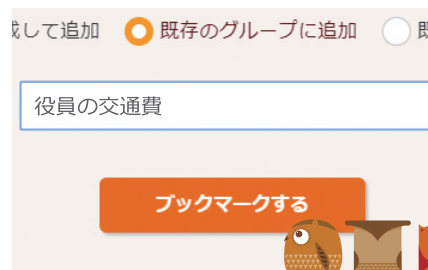 成して追加 既存のグループに追加 既
役員の交通費
ブックマークする